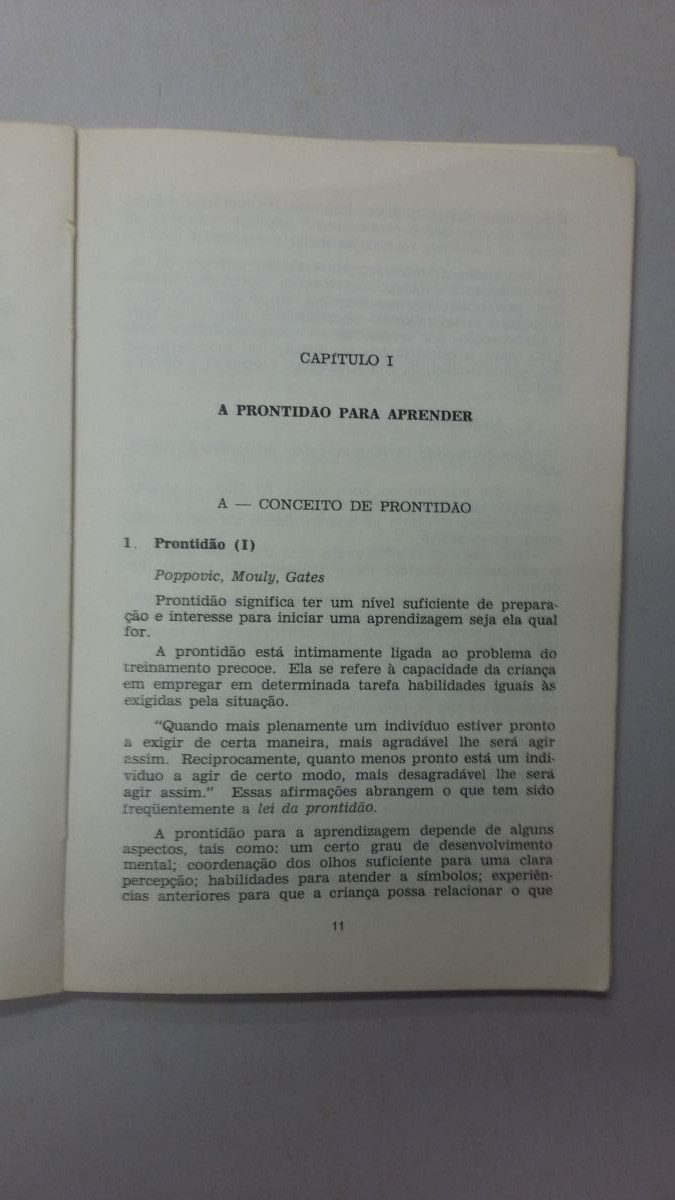 CAPÍTULO I
A PRONTIDÃO PARA APRENDER
A — CONCEITO DE PRONTIDÃO
1. Prontidão (I)
Poppovic, Mouly, Gates
Prontidão significa ter um nível suficiente de prepara-
ção e interesse para iniciar uma aprendizagem seja ela qual
for.
A prontidão está intimamente ligada ao problema do
treinamento precoce. Ela se refere à capacidade da criança
em empregar em determinada tarefa habilidades iguais às
exigidas pela situação.
"Quando mais plenamente um indivíduo estiver pronto
a exigir de certa maneira, mais agradável lhe será agir
assim. Reciprocamente, quanto menos pronto está um indi-
víduo a agir de certo modo, mais desagradável lhe será
agir assim." Essas afirmações abrangem o que tem sido
freqüentemente a lei da prontidão.
A prontidão para a aprendizagem depende de alguns
aspectos, tais como: um certo grau de desenvolvimento
mental; coordenação dos olhos suficiente para uma clara
percepção; habilidades para atender a símbolos; experiên-
cias anteriores para que a criança possa relacionar o que
11